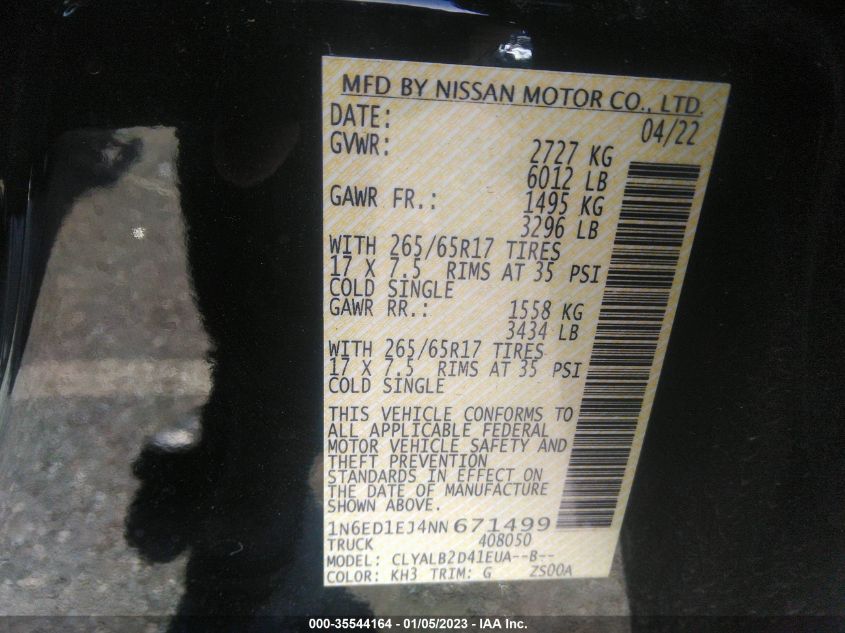 MFD BY NISSAN MOTOR CO., LTD.
DATE: 04/22
GVWR: 2727 KG
6012 LB
GAWR FR.: 1495 KG
3296 LB
WITH 265/65R17 TIRES
17 X 7.5 RIMS AT 35 PSI
COLD SINGLE
GAWR RR.: 1558 KG
3434 LB
WITH 265/65R17 TIRES
17 X 7.5 RIMS AT 35 PSI
COLD SINGLE
THIS VEHICLE CONFORMS TO
ALL APPLICABLE FEDERAL
MOTOR VEHICLE SAFETY AND
THEFT PREVENTION
STANDARDS IN EFFECT ON
THE DATE OF MANUFACTURE
SHOWN ABOVE.
1N6ED1EJ4NN 671499
TRUCK 408050
MODEL: CLYALB2D41EUA--B--
COLOR: KH3 TRIM: G ZS00A
000-35544164 - 01/05/2023 - IAA Inc.